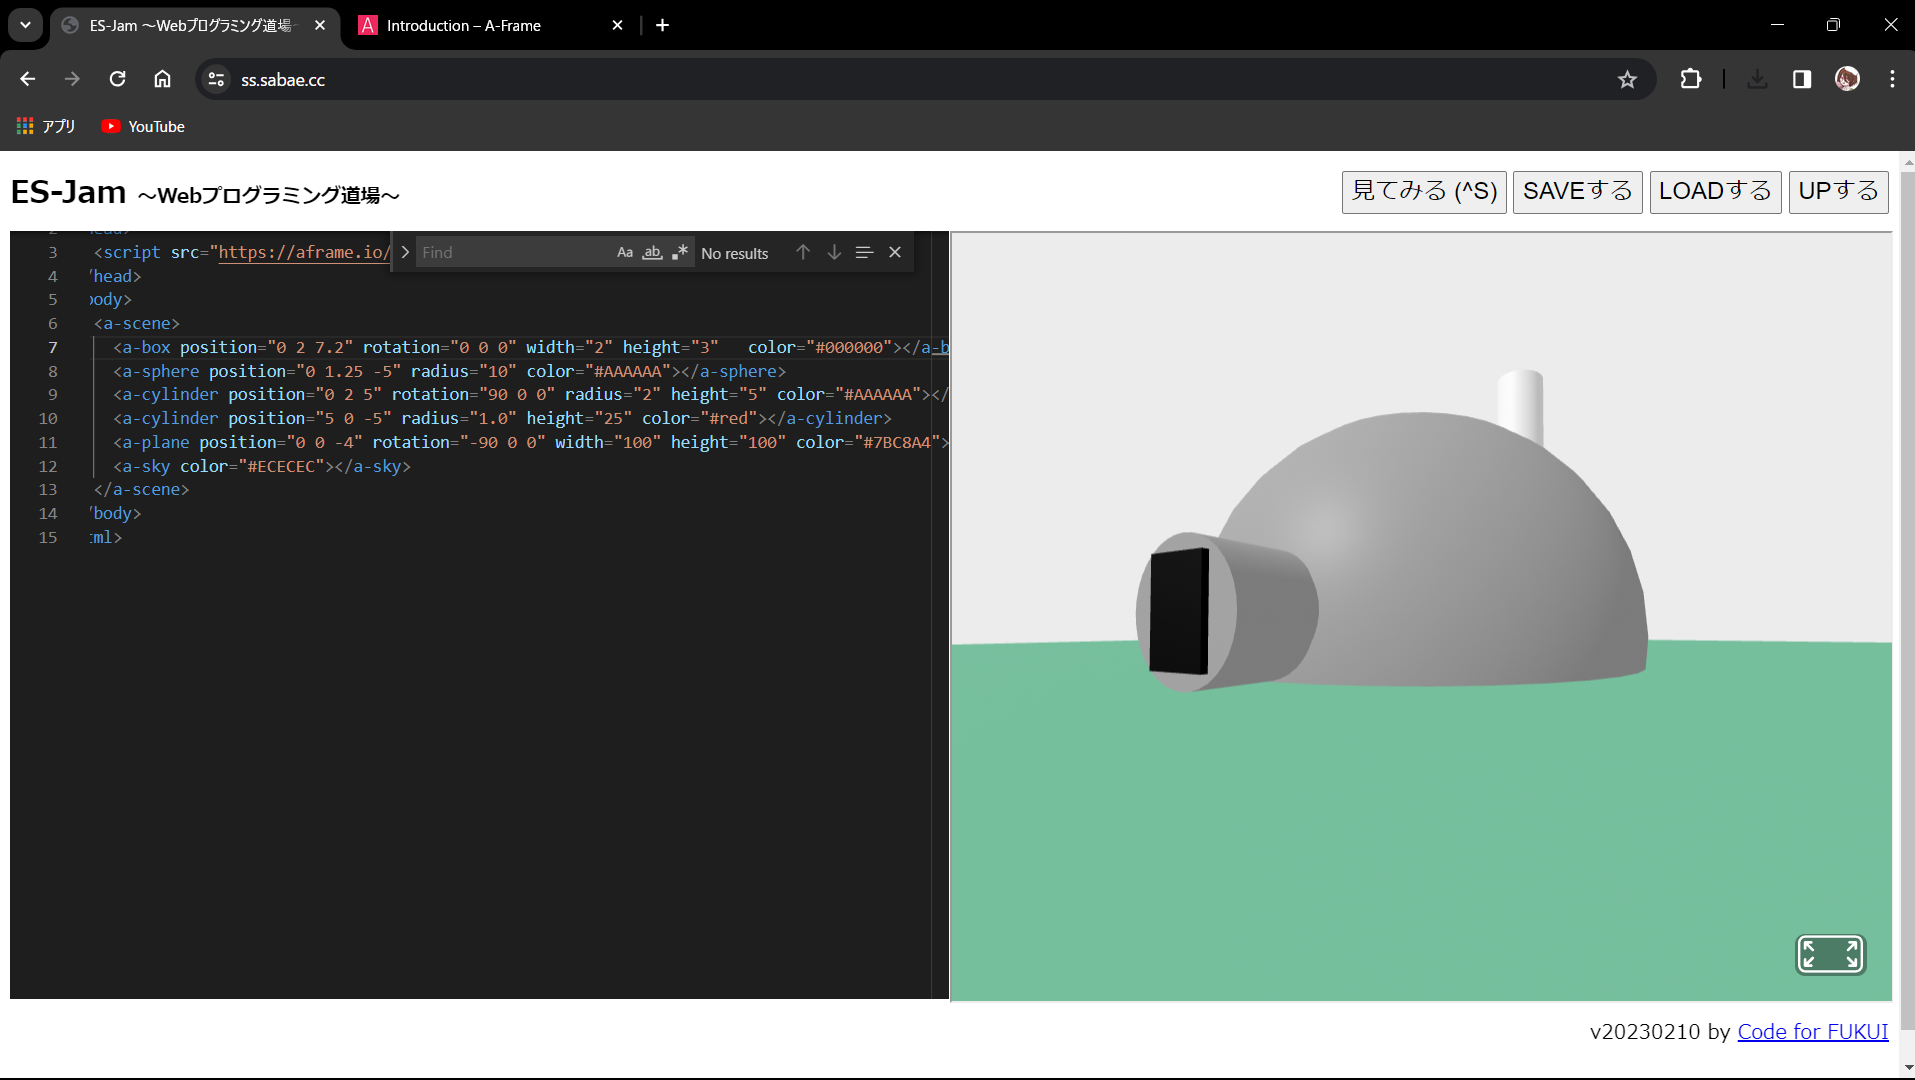 ES-Jam ～Webプログラミング道場～
Introduction – A-Frame
ss.sabae.cc
アプリ
YouTube
ES-Jam ～Webプログラミング道場～
見てみる (^S)
SAVEする
LOADする
UPする
Find
Aa
ab
No results
3 <script src="https://aframe.io/
4 /head>
5 body>
6 <a-scene>
7 <a-box position="0 2 7.2" rotation="0 0 0" width="2" height="3"   color="#000000"></a-b
8 <a-sphere position="0 1.25 -5" radius="10" color="#AAAAAA"></a-sphere>
9 <a-cylinder position="0 2 5" rotation="90 0 0" radius="2" height="5" color="#AAAAAA"></
10 <a-cylinder position="5 0 -5" radius="1.0" height="25" color="#red"></a-cylinder>
11 <a-plane position="0 0 -4" rotation="-90 0 0" width="100" height="100" color="#7BC8A4">
12 <a-sky color="#ECECEC"></a-sky>
13 </a-scene>
14 /body>
15 tml>
v20230210 by Code for FUKUI